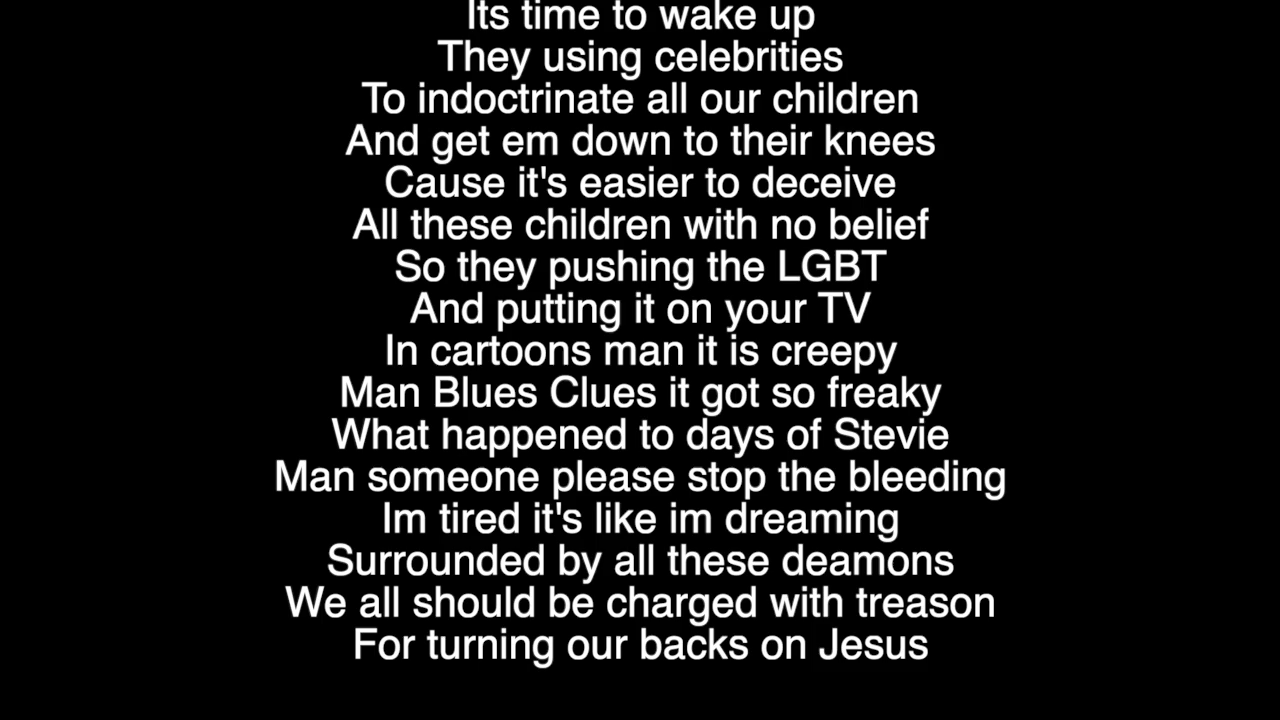 Its time to wake up
They using celebrities
To indoctrinate all our children
And get em down to their knees
Cause it's easier to deceive
All these children with no belief
So they pushing the LGBT
And putting it on your TV
In cartoons man it is creepy
Man Blues Clues it got so freaky
What happened to days of Stevie
Man someone please stop the bleeding
Im tired it's like im dreaming
Surrounded by all these deamons
We all should be charged with treason
For turning our backs on Jesus